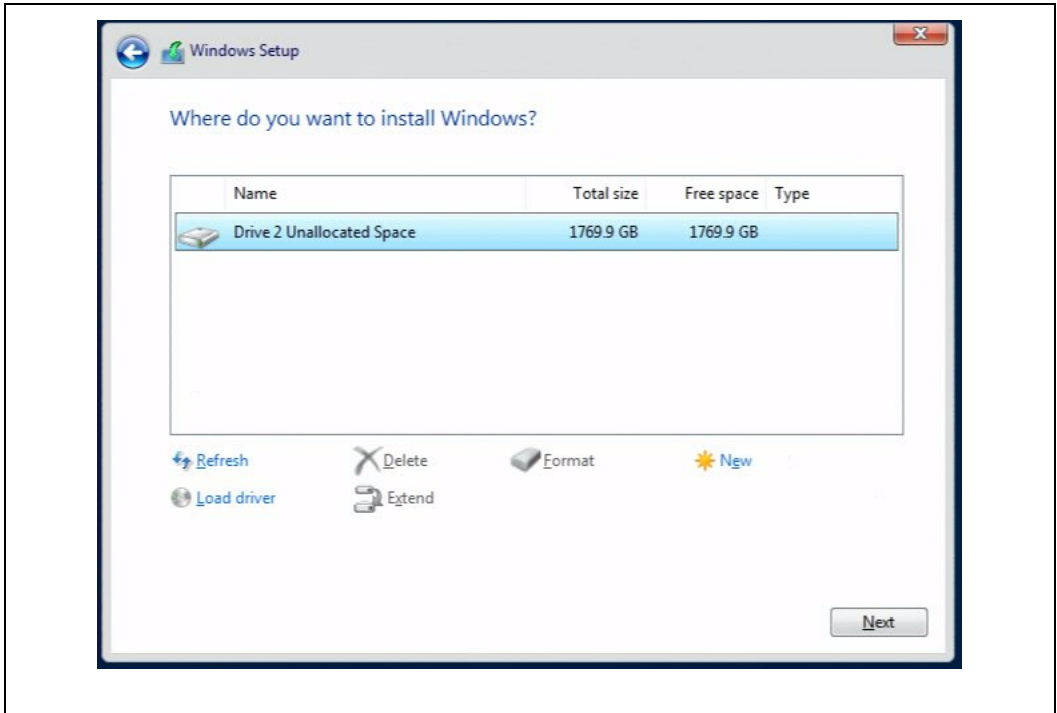 Windows Setup
Where do you want to install Windows?
Name Total size Free space Type
Drive 2 Unallocated Space 1769.9 GB 1769.9 GB
Refresh Delete Format New
Load driver Extend
Next